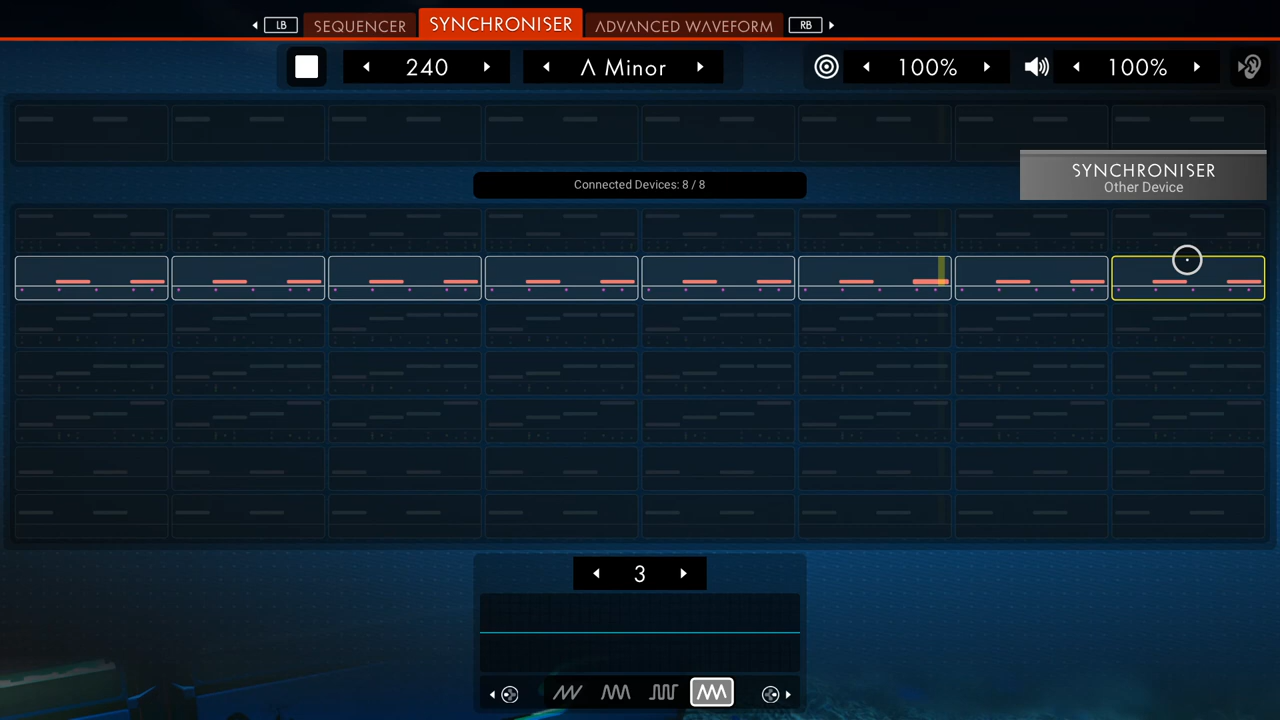 LB SEQUENCER SYNCHRONISER ADVANCED WAVEFORM RB
240 Λ Minor 100% 100%
SYNCHRONISER
Other Device
Connected Devices: 8 / 8
3